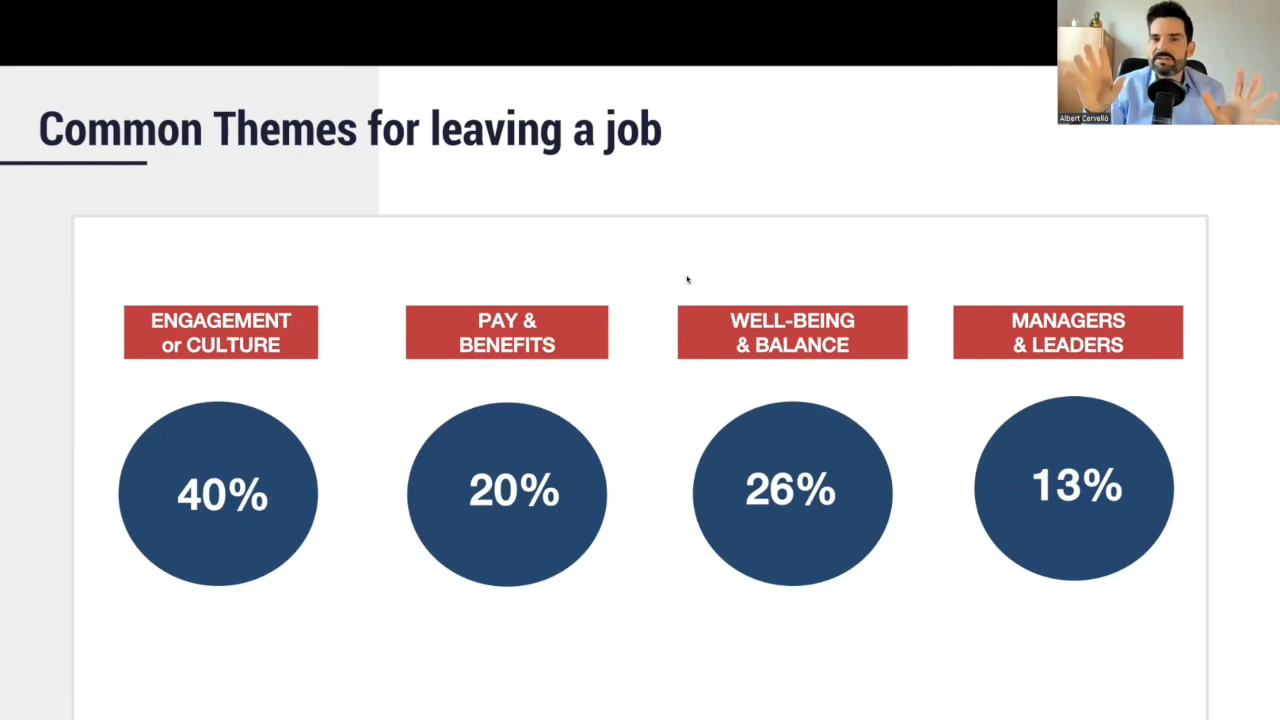 Albert Cervelló
Common Themes for leaving a job
ENGAGEMENT
or CULTURE
PAY &
BENEFITS
WELL-BEING
& BALANCE
MANAGERS
& LEADERS
40%
20%
26%
13%